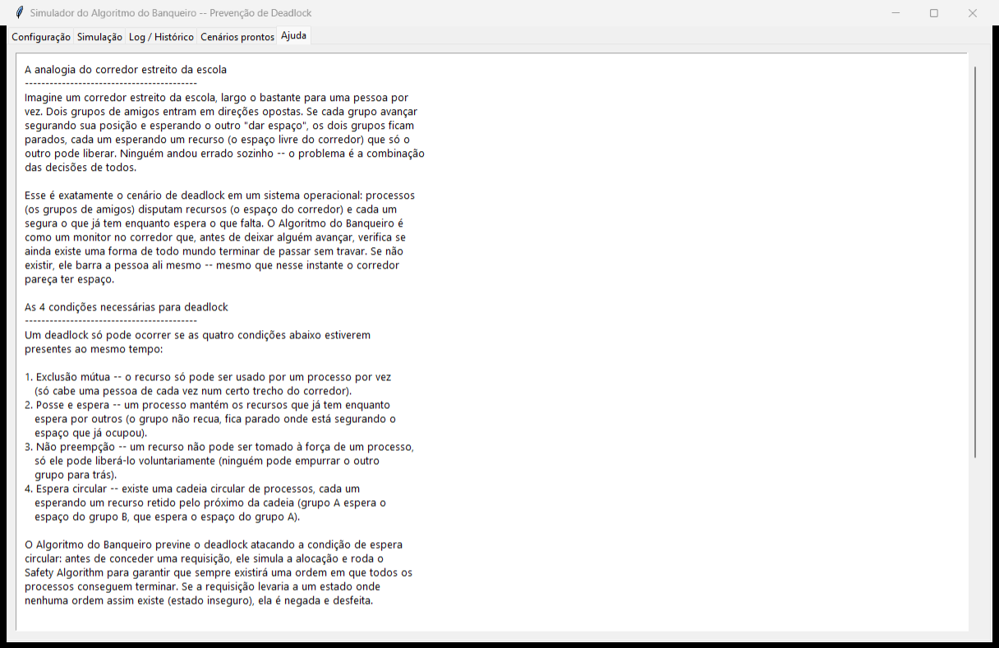 Simulador do Algoritmo do Banqueiro -- Prevenção de Deadlock
Configuração Simulação Log / Histórico Cenários prontos Ajuda
A analogia do corredor estreito da escola
------------------------------------------
Imagine um corredor estreito da escola, largo o bastante para uma pessoa por
vez. Dois grupos de amigos entram em direções opostas. Se cada grupo avançar
segurando sua posição e esperando o outro "dar espaço", os dois grupos ficam
parados, cada um esperando um recurso (o espaço livre do corredor) que só o
outro pode liberar. Ninguém andou errado sozinho -- o problema é a combinação
das decisões de todos.
Esse é exatamente o cenário de deadlock em um sistema operacional: processos
(os grupos de amigos) disputam recursos (o espaço do corredor) e cada um
segura o que já tem enquanto espera o que falta. O Algoritmo do Banqueiro é
como um monitor no corredor que, antes de deixar alguém avançar, verifica se
ainda existe uma forma de todo mundo terminar de passar sem travar. Se não
existir, ele barra a pessoa ali mesmo -- mesmo que nesse instante o corredor
pareça ter espaço.
As 4 condições necessárias para deadlock
------------------------------------------
Um deadlock só pode ocorrer se as quatro condições abaixo estiverem
presentes ao mesmo tempo:
1. Exclusão mútua -- o recurso só pode ser usado por um processo por vez
(só cabe uma pessoa de cada vez num certo trecho do corredor).
2. Posse e espera -- um processo mantém os recursos que já tem enquanto
espera por outros (o grupo não recua, fica parado onde está segurando o
espaço que já ocupou).
3. Não preempção -- um recurso não pode ser tomado à força de um processo,
só ele pode liberá-lo voluntariamente (ninguém pode empurrar o outro
grupo para trás).
4. Espera circular -- existe uma cadeia circular de processos, cada um
esperando um recurso retido pelo próximo da cadeia (grupo A espera o
espaço do grupo B, que espera o espaço do grupo A).
O Algoritmo do Banqueiro previne o deadlock atacando a condição de espera
circular: antes de conceder uma requisição, ele simula a alocação e roda o
Safety Algorithm para garantir que sempre existirá uma ordem em que todos os
processos conseguem terminar. Se a requisição levaria a um estado onde
nenhuma ordem assim existe (estado inseguro), ela é negada e desfeita.